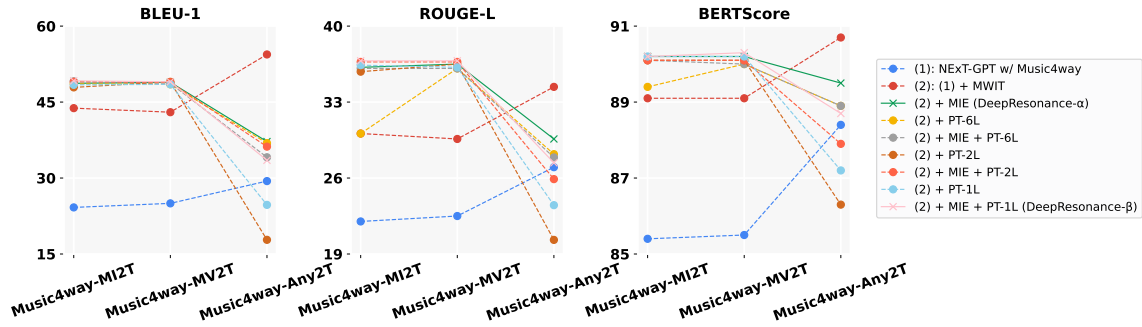 BLEU-1
60
45
30
15
Music4way-MI2T
Music4way-MV2T
Music4way-Any2T
ROUGE-L
40
33
26
19
Music4way-MI2T
Music4way-MV2T
Music4way-Any2T
BERTScore
91
89
87
85
Music4way-MI2T
Music4way-MV2T
Music4way-Any2T
(1): NExT-GPT w/ Music4way
(2): (1) + MWIT
(2) + MIE (DeepResonance-α)
(2) + PT-6L
(2) + MIE + PT-6L
(2) + PT-2L
(2) + MIE + PT-2L
(2) + PT-1L
(2) + MIE + PT-1L (DeepResonance-β)